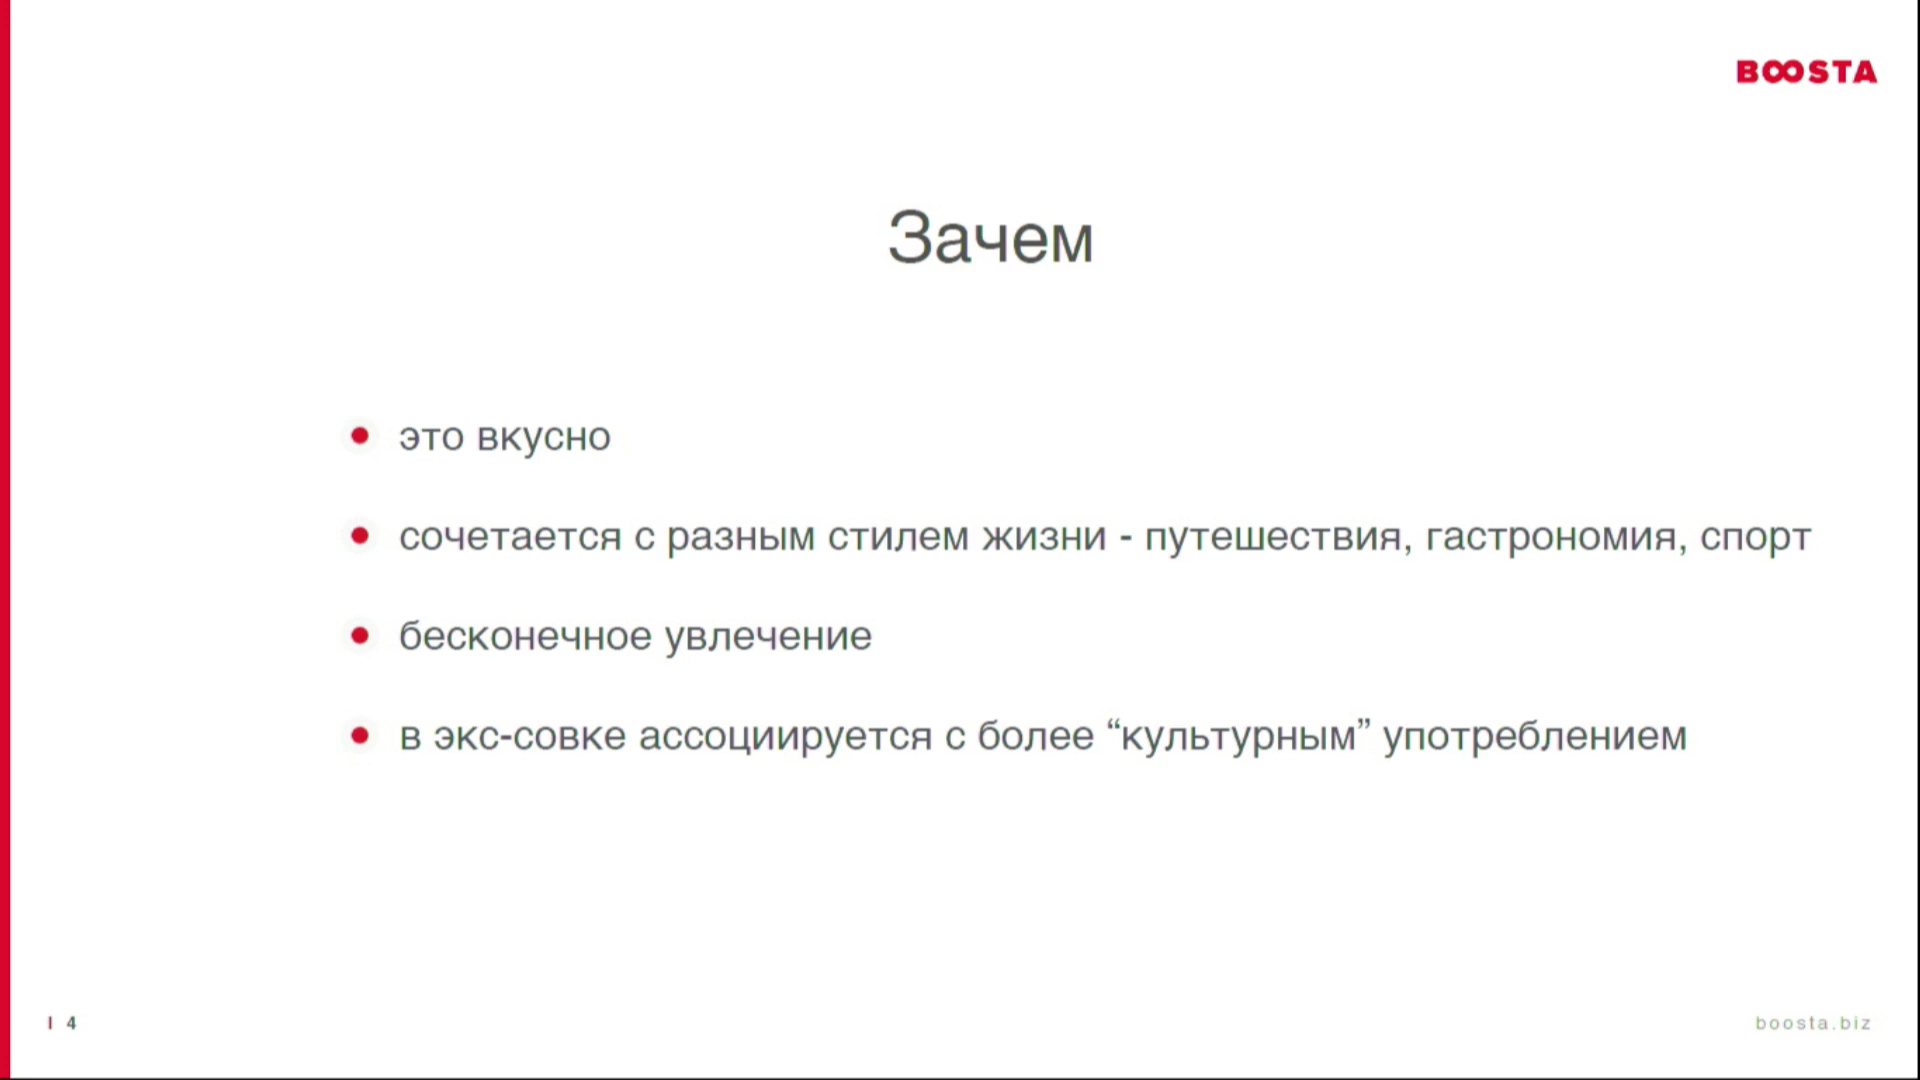 BOOSTA
Зачем
это вкусно
сочетается с разным стилем жизни - путешествия, гастрономия, спорт
бесконечное увлечение
в экс-совке ассоциируется с более “культурным” употреблением
I 4
boosta.biz